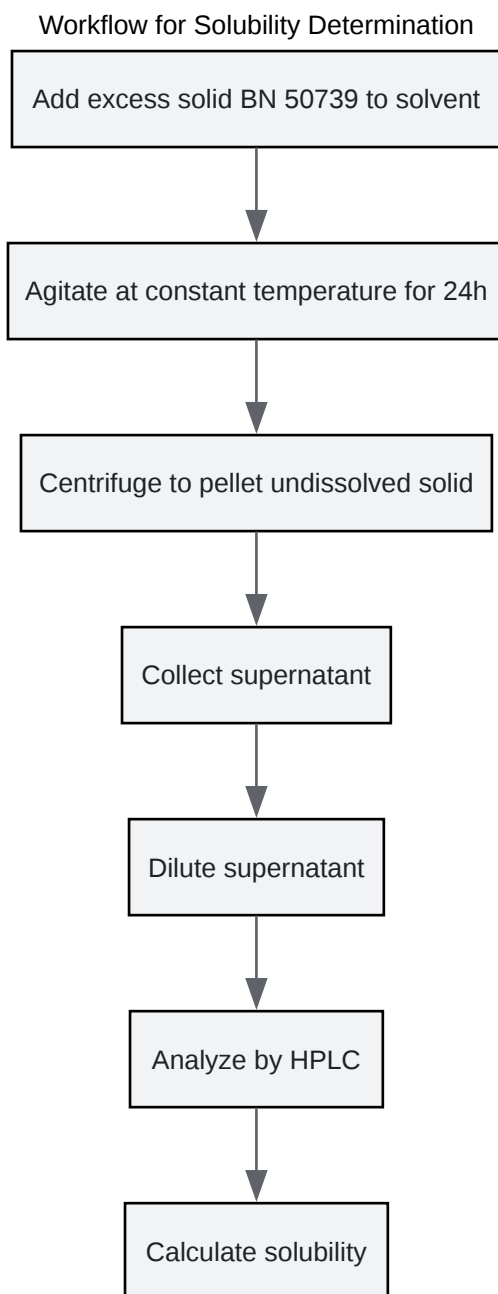 Workflow for Solubility Determination
Add excess solid BN 50739 to solvent
Agitate at constant temperature for 24h
Centrifuge to pellet undissolved solid
Collect supernatant
Dilute supernatant
Analyze by HPLC
Calculate solubility